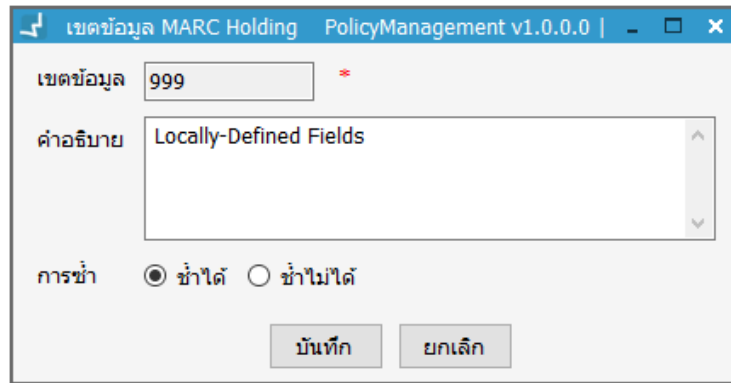 เขตข้อมูล MARC Holding PolicyManagement v1.0.0.0 |
เขตข้อมูล 999 *
คำอธิบาย Locally-Defined Fields
การซ้ำ ซ้ำได้ ซ้ำไม่ได้
บันทึก ยกเลิก